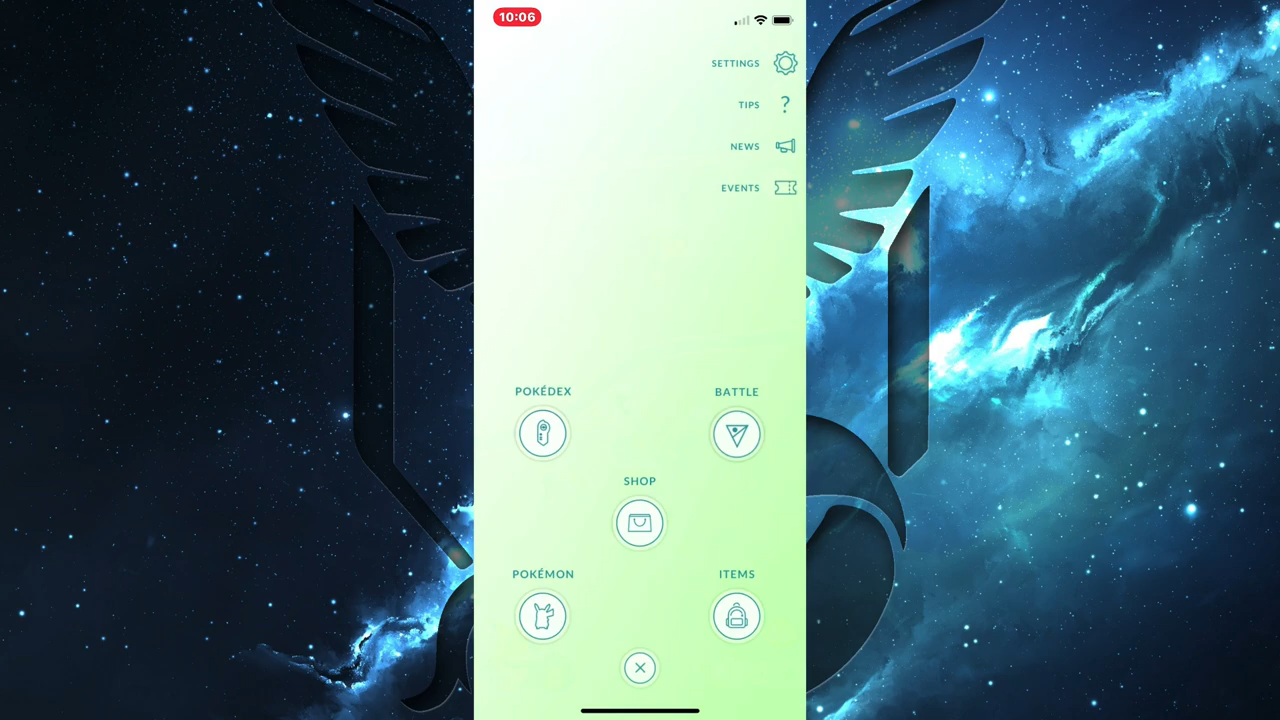 10:06
SETTINGS
TIPS
?
NEWS
EVENTS
POKÉDEX
BATTLE
SHOP
POKÉMON
ITEMS